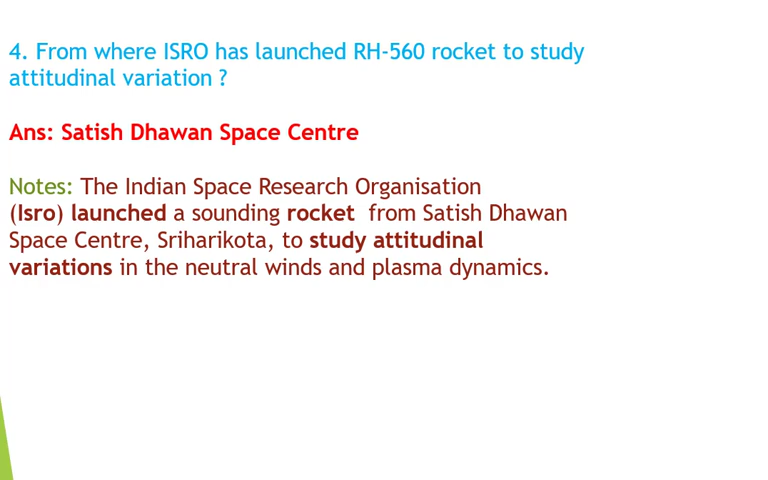 4. From where ISRO has launched RH-560 rocket to study
attitudinal variation ?
Ans: Satish Dhawan Space Centre
Notes: The Indian Space Research Organisation
(Isro) launched a sounding rocket from Satish Dhawan
Space Centre, Sriharikota, to study attitudinal
variations in the neutral winds and plasma dynamics.